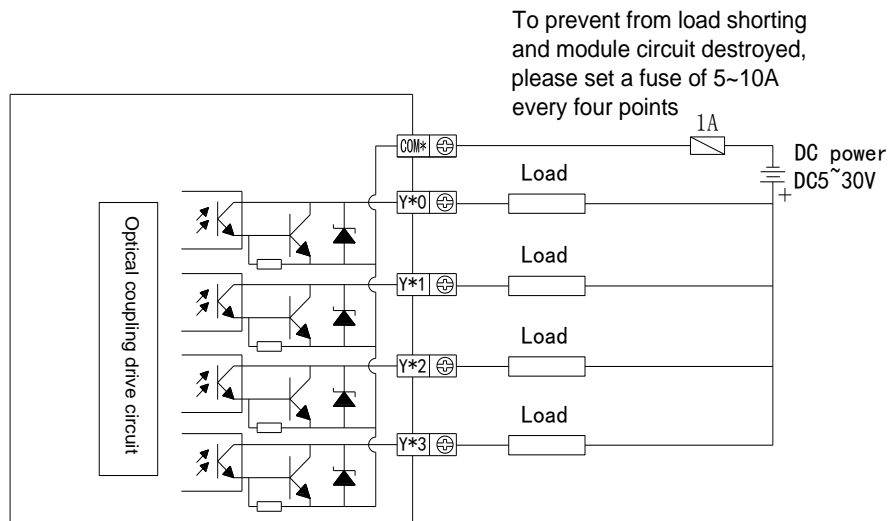 To prevent from load shorting
and module circuit destroyed,
please set a fuse of 5~10A
every four points
1A
COM*
DC power
DC5~30V
+
Load
Y*0
Load
Y*1
Load
Y*2
Load
Y*3
Optical coupling drive circuit